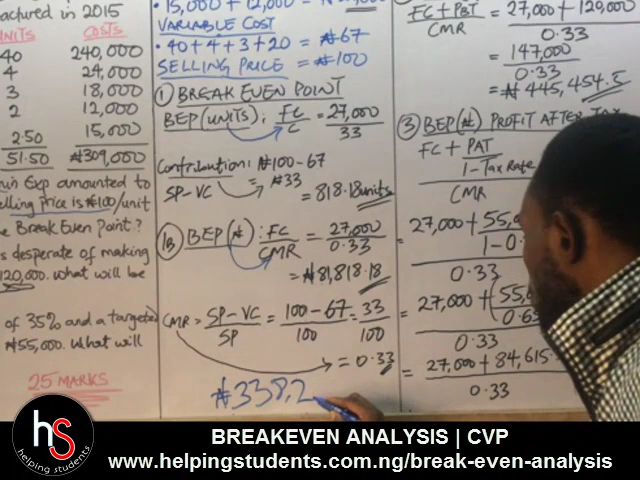 actured in 2015
UNITS COSTS
40 240,000
4 24,000
3 18,000
2 12,000
2.50 15,000
51.50 ₦309,000
Exp amounted to
elling price is ₦100/unit
e Break Even Point?
s desperate of making
120,000. What will be
of 35% and a targeted
₦55,000. What will
25 MARKS
• 15,000 + 12,000 =
VARIABLE COST
• 40 + 4 + 3 + 20 = ₦67
SELLING PRICE = ₦100
① BREAK EVEN POINT
BEP (UNITS): FC/C = 27,000/33
Contribution: ₦100 - 67
SP-VC = ₦33
= 818.18 units
1b) BEP (₦): FC/CMR = 27,000/0.33
= ₦81,818.18
CMR = SP-VC/SP = 100-67/100 = 33/100
= 0.33
₦338,2
FC + PBT/CMR = 27,000 + 120,000/0.33
147,000/0.33
= ₦445,454.5
③ BEP (₦) PROFIT AFTER
FC + PAT/1-Tax Rate
CMR
= 27,000 + 55,
1 - 0.
0.33
= 27,000 + (55,
0.65
0.33
= 27,000 + 84,615.
0.33
hs
helping students
BREAKEVEN ANALYSIS | CVP
www.helpingstudents.com.ng/break-even-analysis